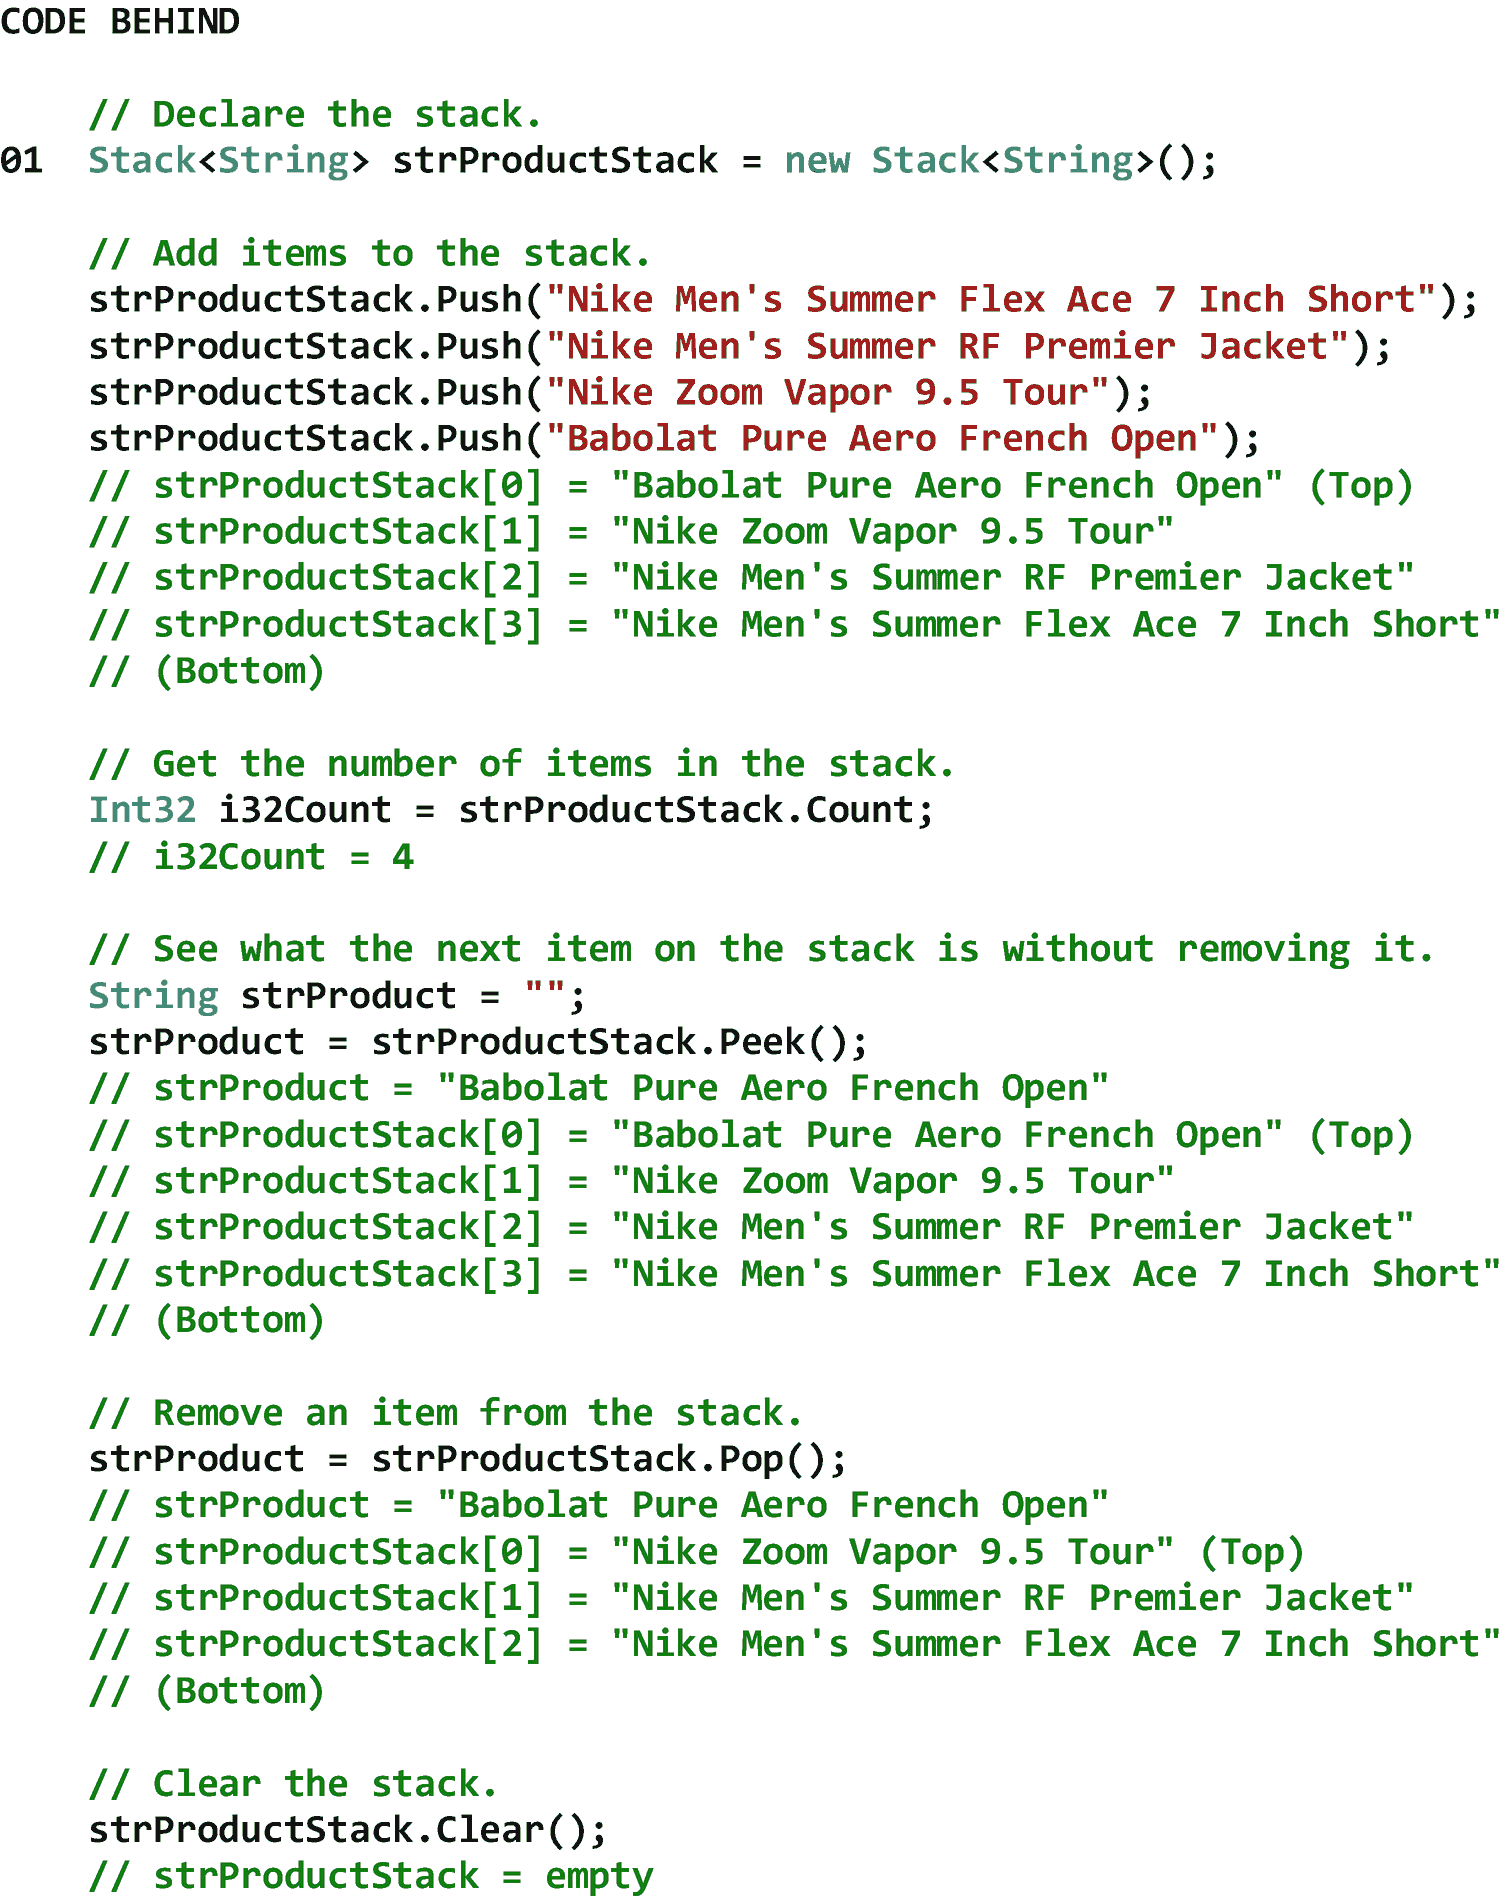 CODE BEHIND
// Declare the stack.
01 Stack<String> strProductStack = new Stack<String>();
// Add items to the stack.
strProductStack.Push("Nike Men's Summer Flex Ace 7 Inch Short");
strProductStack.Push("Nike Men's Summer RF Premier Jacket");
strProductStack.Push("Nike Zoom Vapor 9.5 Tour");
strProductStack.Push("Babolat Pure Aero French Open");
// strProductStack[0] = "Babolat Pure Aero French Open" (Top)
// strProductStack[1] = "Nike Zoom Vapor 9.5 Tour"
// strProductStack[2] = "Nike Men's Summer RF Premier Jacket"
// strProductStack[3] = "Nike Men's Summer Flex Ace 7 Inch Short"
// (Bottom)
// Get the number of items in the stack.
Int32 i32Count = strProductStack.Count;
// i32Count = 4
// See what the next item on the stack is without removing it.
String strProduct = "";
strProduct = strProductStack.Peek();
// strProduct = "Babolat Pure Aero French Open"
// strProductStack[0] = "Babolat Pure Aero French Open" (Top)
// strProductStack[1] = "Nike Zoom Vapor 9.5 Tour"
// strProductStack[2] = "Nike Men's Summer RF Premier Jacket"
// strProductStack[3] = "Nike Men's Summer Flex Ace 7 Inch Short"
// (Bottom)
// Remove an item from the stack.
strProduct = strProductStack.Pop();
// strProduct = "Babolat Pure Aero French Open"
// strProductStack[0] = "Nike Zoom Vapor 9.5 Tour" (Top)
// strProductStack[1] = "Nike Men's Summer RF Premier Jacket"
// strProductStack[2] = "Nike Men's Summer Flex Ace 7 Inch Short"
// (Bottom)
// Clear the stack.
strProductStack.Clear();
// strProductStack = empty